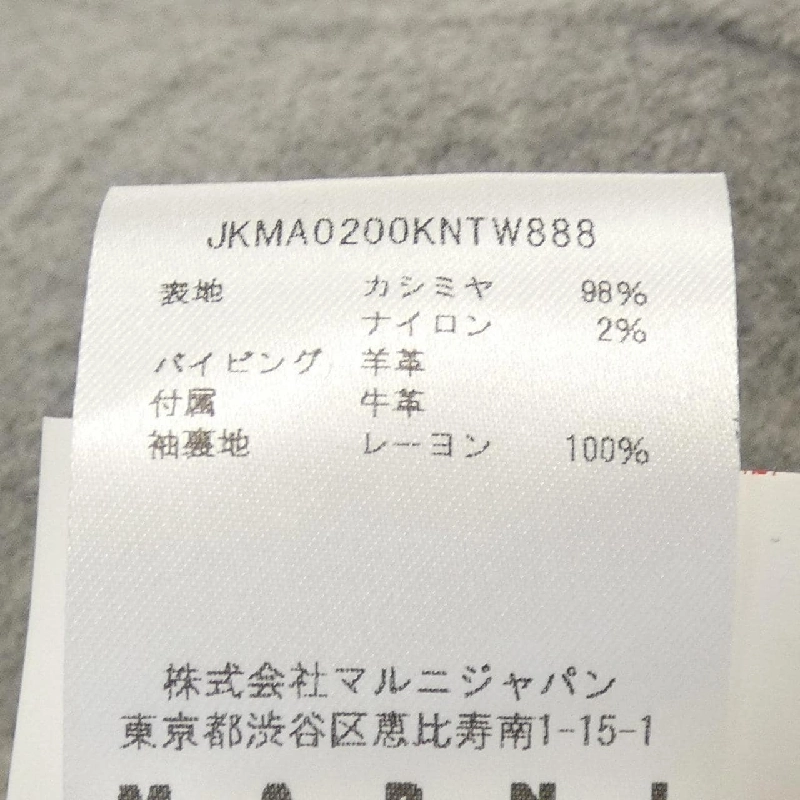 JKMA0200KNTW888
表地 カシミヤ 98%
ナイロン 2%
パイピング 羊革
付属 牛革
袖裏地 レーヨン 100%
株式会社マルニジャパン
東京都渋谷区恵比寿南1-15-1
MARNI